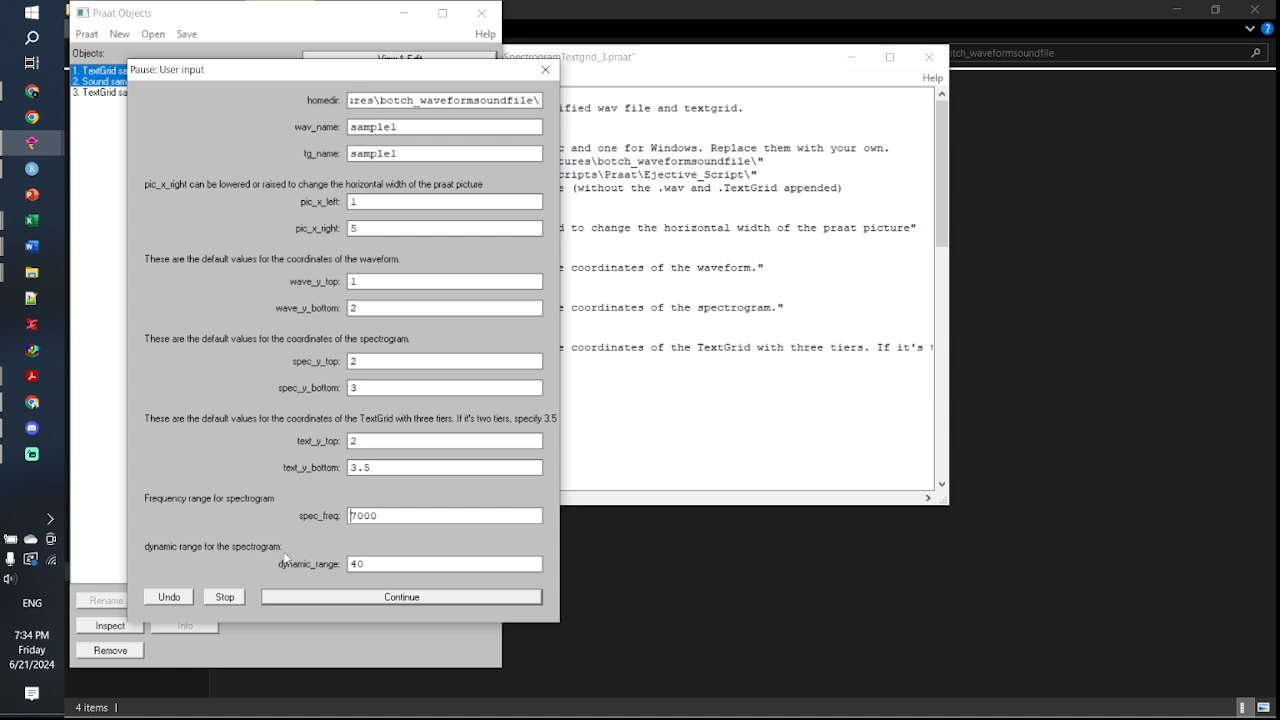 Praat Objects
Praat New Open Save Help
Objects:
View & Edit
1. TextGrid sa
2. Sound sam
3. TextGrid sa
Pause: User input
homedir: ires\botch_waveformsoundfile\
wav_name: sample1
tg_name: sample1
pic_x_right can be lowered or raised to change the horizontal width of the praat picture
pic_x_left: 1
pic_x_right: 5
These are the default values for the coordinates of the waveform.
wave_y_top: 1
wave_y_bottom: 2
These are the default values for the coordinates of the spectrogram.
spec_y_top: 2
spec_y_bottom: 3
These are the default values for the coordinates of the TextGrid with three tiers. If it's two tiers, specify 3.5
text_y_top: 2
text_y_bottom: 3.5
Frequency range for spectrogram
spec_freq: 7000
dynamic range for the spectrogram:
dynamic_range: 40
Undo Stop Continue
Rename.
Inspect Info
Remove
SpectrogramTextgrid_3.praat"
Help
ified wav file and textgrid.
c and one for Windows. Replace them with your own.
tures\botch_waveformsoundfile\"
cripts\Praat\Ejective_Script\"
e (without the .wav and .TextGrid appended)
d to change the horizontal width of the praat picture"
e coordinates of the waveform."
e coordinates of the spectrogram."
e coordinates of the TextGrid with three tiers. If it's
otch_waveformsoundfile
ENG
7:34 PM
Friday
6/21/2024
4 items